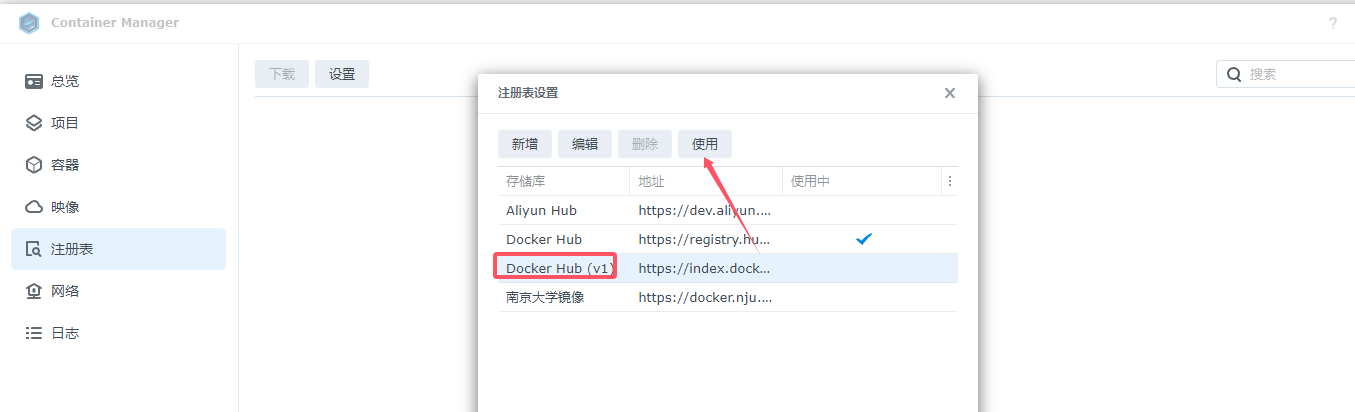 Container Manager
?
总览
项目
容器
映像
注册表
网络
日志
下载 设置
搜索
注册表设置
新增 编辑 删除 使用
存储库 地址 使用中
Aliyun Hub https://dev.aliyun....
Docker Hub https://registry.hu...
Docker Hub (v1) https://index.dock...
南京大学镜像 https://docker.nju....